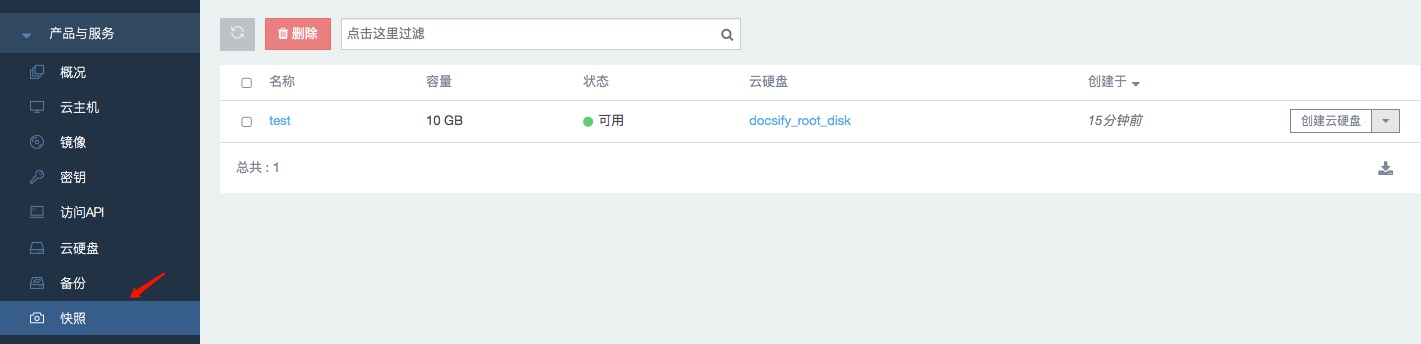 产品与服务
概况
云主机
镜像
密钥
访问API
云硬盘
备份
快照
删除
点击这里过滤
名称 容量 状态 云硬盘 创建于
test 10 GB 可用 docsify_root_disk 15分钟前 创建云硬盘
总共 : 1